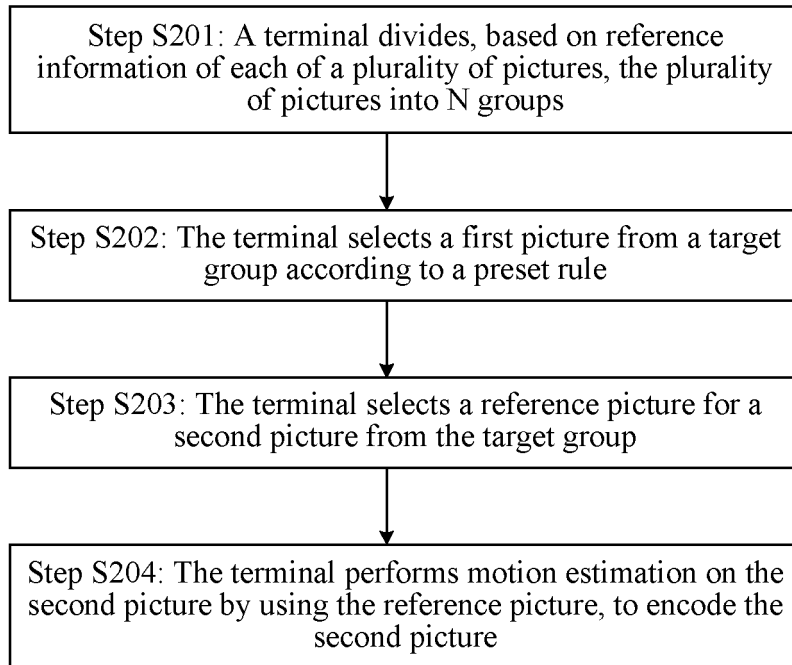 Step S201: A terminal divides, based on reference
information of each of a plurality of pictures, the plurality
of pictures into N groups
Step S202: The terminal selects a first picture from a target
group according to a preset rule
Step S203: The terminal selects a reference picture for a
second picture from the target group
Step S204: The terminal performs motion estimation on the
second picture by using the reference picture, to encode the
second picture